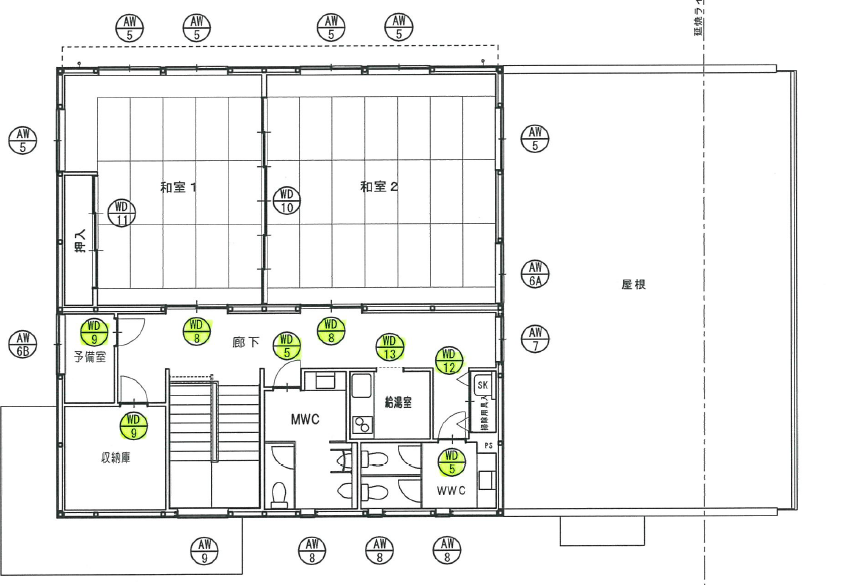 AW 5
AW 5
AW 5
AW 5
延焼ライ
AW 5
AW 5
和室1
和室2
WD 11
WD 10
押入
AW 6A
屋根
AW 6B
WD 9
WD 8
廊下
WD 5
WD 8
WD 13
WD 12
AW 7
予備室
WD 9
収納庫
MWC
給湯室
SK
掃除用具入
PS
WD 5
WWC
AW 9
AW 8
AW 8
AW 8